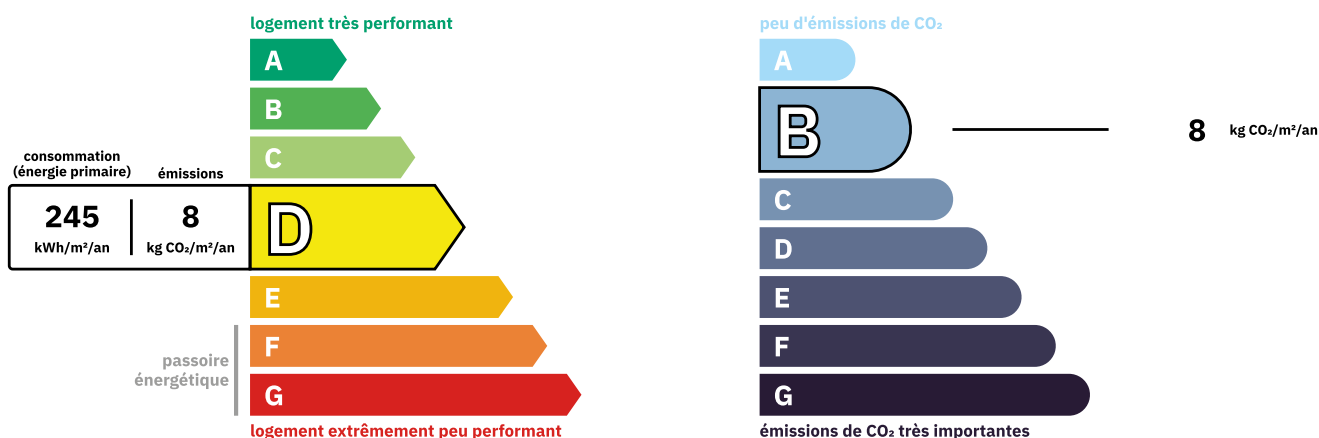 logement très performant
A
B
C
consommation
(énergie primaire)
émissions
245
kWh/m²/an
8
kg CO₂/m²/an
D
E
F
G
passoire
énergétique
logement extrêmement peu performant
peu d'émissions de CO₂
A
B
8 kg CO₂/m²/an
C
D
E
F
G
émissions de CO₂ très importantes